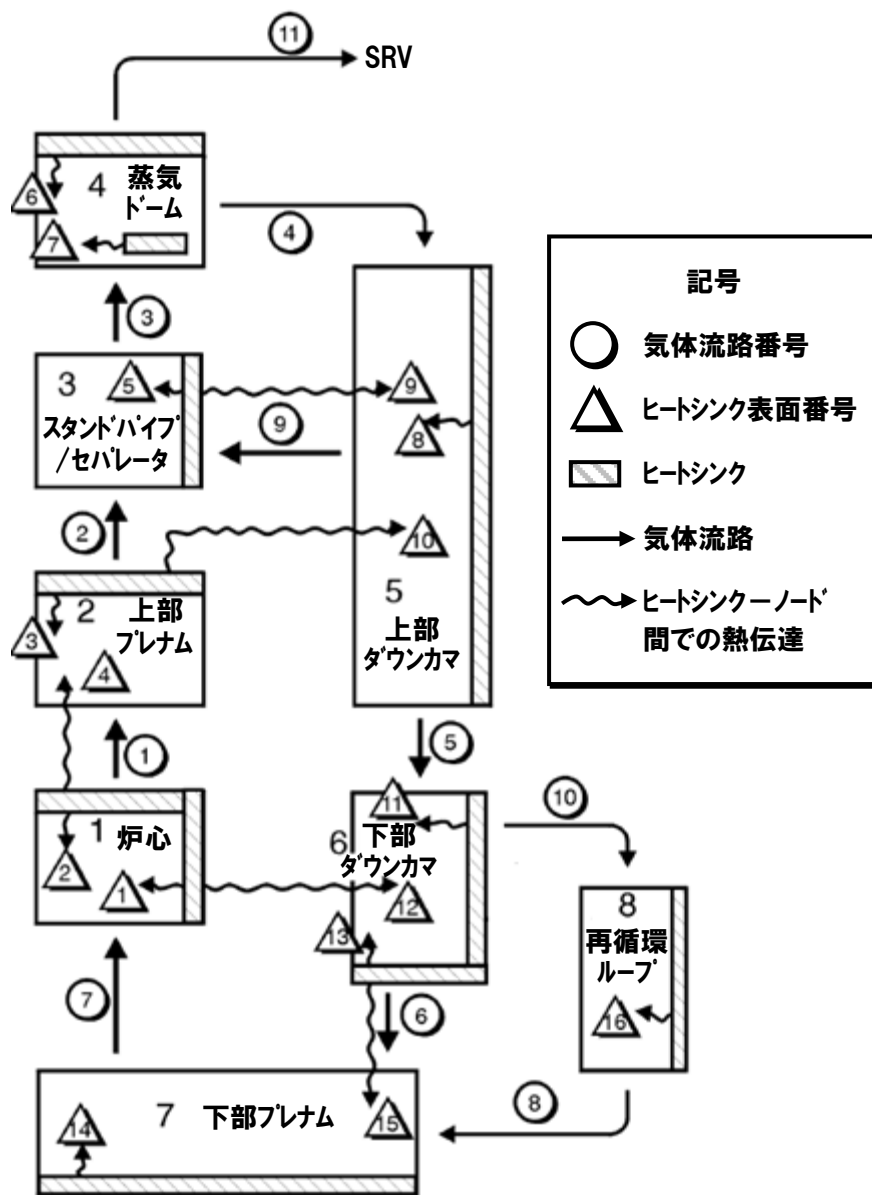 11
SRV
4 蒸気
ドーム
6
7
4
3
3
5
スタンドパイプ
/セパレータ
9
9
8
2
10
2 上部
プレナム
3
4
5
上部
ダウンカマ
1
5
1 炉心
2
1
11
6 下部
ダウンカマ
12
13
10
8
再循環
ループ
16
7
6
7 下部プレナム
14
15
8
記号
気体流路番号
ヒートシンク表面番号
ヒートシンク
気体流路
ヒートシンクーノード
間での熱伝達